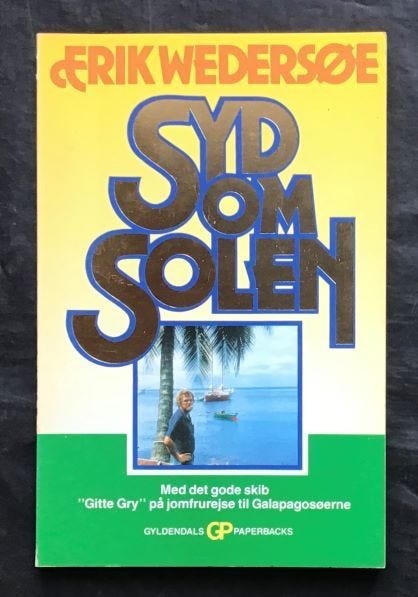 ERIK WEDERSØE
SYD
OM
SOLEN
Med det gode skib
"Gitte Gry" på jomfrurejse til Galapagosøerne
GYLDENDALS GP PAPERBACKS